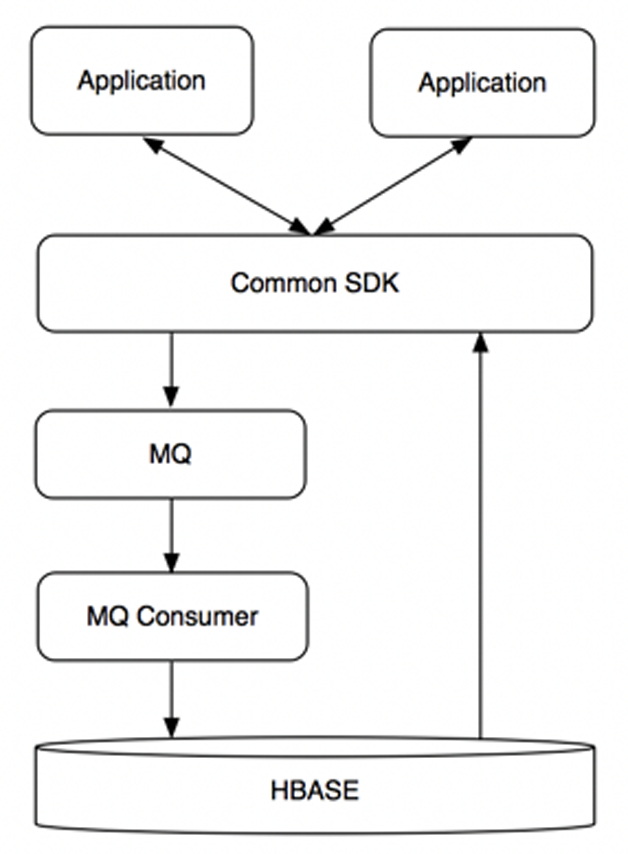 Application
Application
Common SDK
MQ
MQ Consumer
HBASE